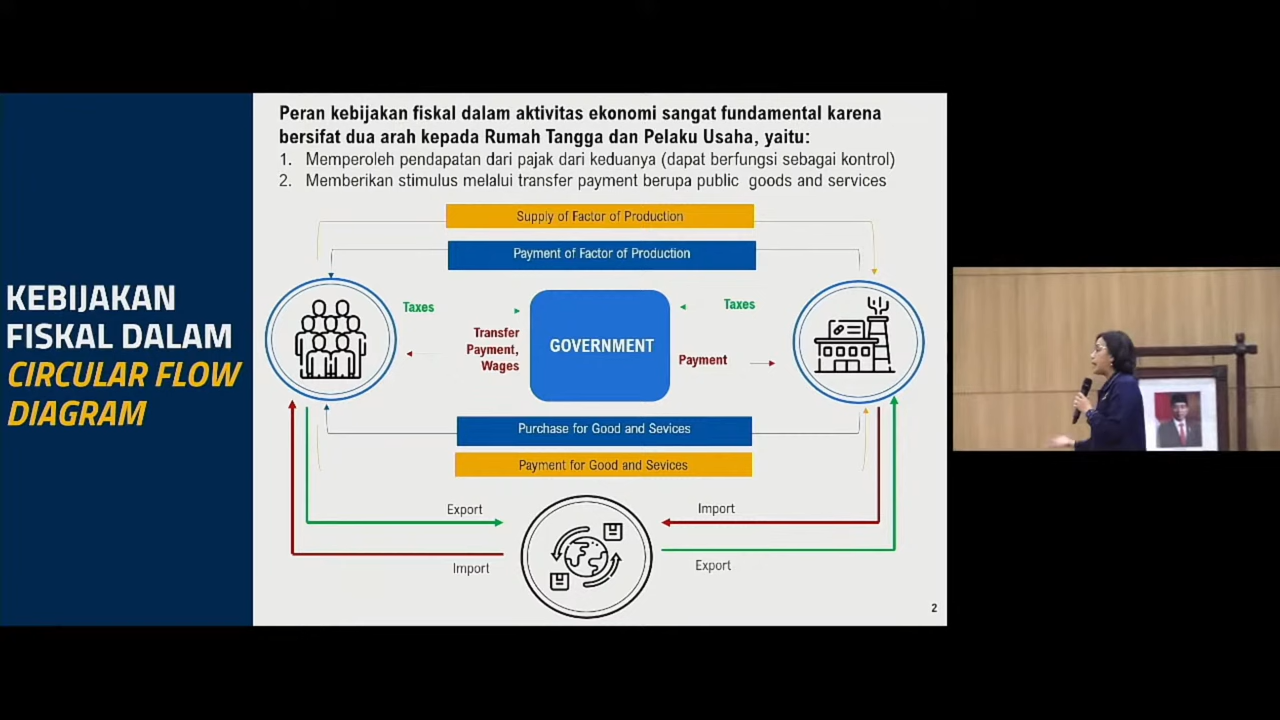 KEBIJAKAN
FISKAL DALAM
CIRCULAR FLOW
DIAGRAM
Peran kebijakan fiskal dalam aktivitas ekonomi sangat fundamental karena
bersifat dua arah kepada Rumah Tangga dan Pelaku Usaha, yaitu:
1. Memperoleh pendapatan dari pajak dari keduanya (dapat berfungsi sebagai kontrol)
2. Memberikan stimulus melalui transfer payment berupa public goods and services
Supply of Factor of Production
Payment of Factor of Production
Taxes
Taxes
Transfer
Payment,
Wages
GOVERNMENT
Payment
Purchase for Good and Sevices
Payment for Good and Sevices
Export
Import
Import
Export
2